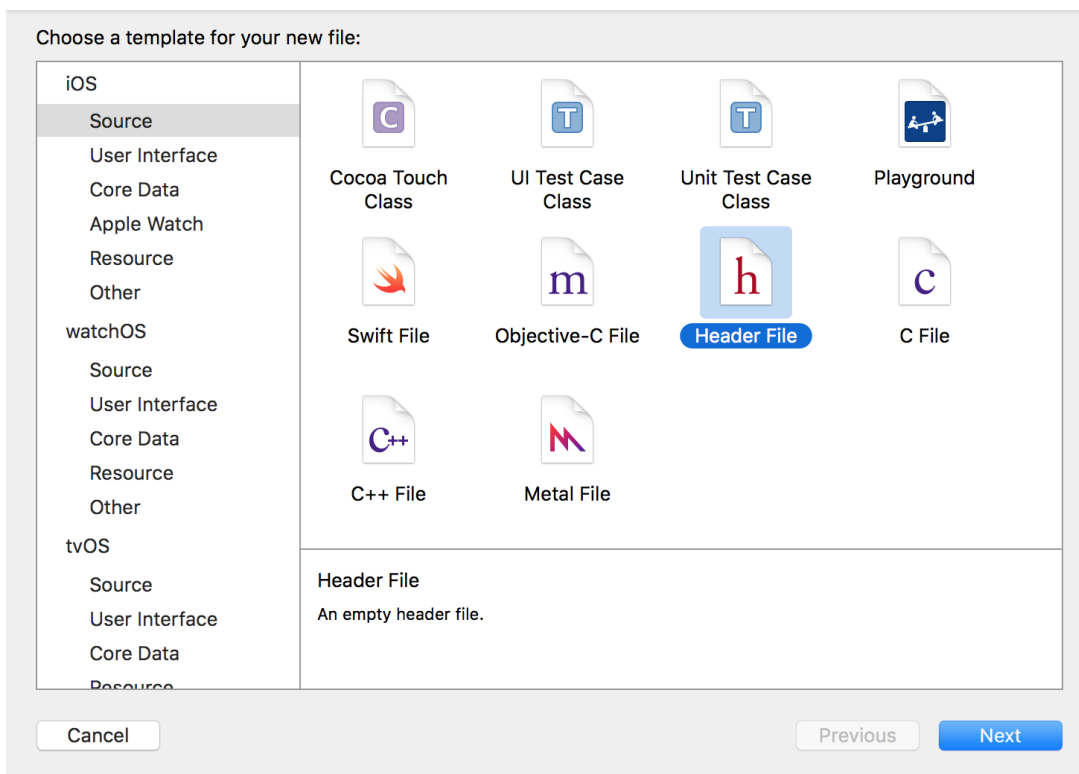 Choose a template for your new file:
iOS
Source
User Interface
Core Data
Apple Watch
Resource
Other
watchOS
Source
User Interface
Core Data
Resource
Other
tvOS
Source
User Interface
Core Data
Resource
C
T
T
Cocoa Touch
Class
UI Test Case
Class
Unit Test Case
Class
Playground
m
h
c
Swift File
Objective-C File
Header File
C File
C++
C++ File
Metal File
Header File
An empty header file.
Cancel
Previous
Next